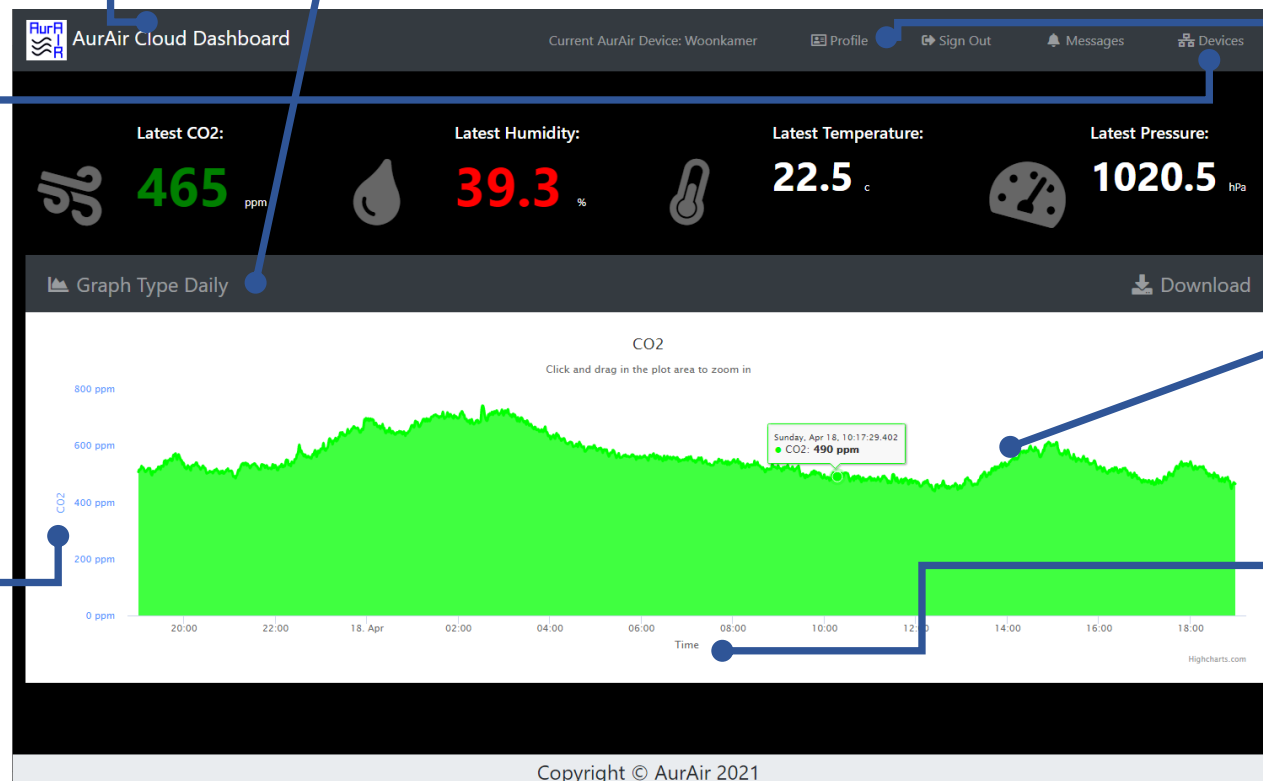 AurA
I
R
AurAir Cloud Dashboard
Current AurAir Device: Woonkamer
Profile
Sign Out
Messages
Devices
Latest CO2:
465 ppm
Latest Humidity:
39.3 %
Latest Temperature:
22.5 c
Latest Pressure:
1020.5 hPa
Graph Type Daily
Download
CO2
Click and drag in the plot area to zoom in
800 ppm
600 ppm
400 ppm
200 ppm
0 ppm
CO2
Sunday, Apr 18, 10:17:29.402
CO2: 490 ppm
20:00 22:00 18. Apr 02:00 04:00 06:00 08:00 10:00 12:00 14:00 16:00 18:00
Time
Highcharts.com
Copyright © AurAir 2021